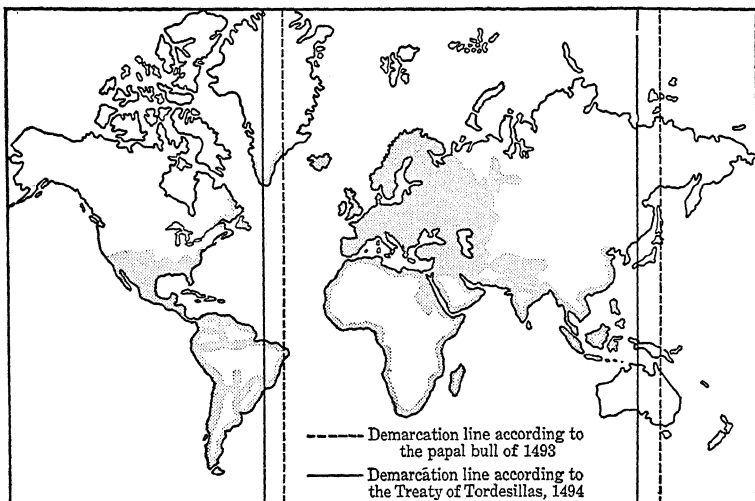 Demarcation line according to
the papal bull of 1493
Demarcation line according to
the Treaty of Tordesillas, 1494